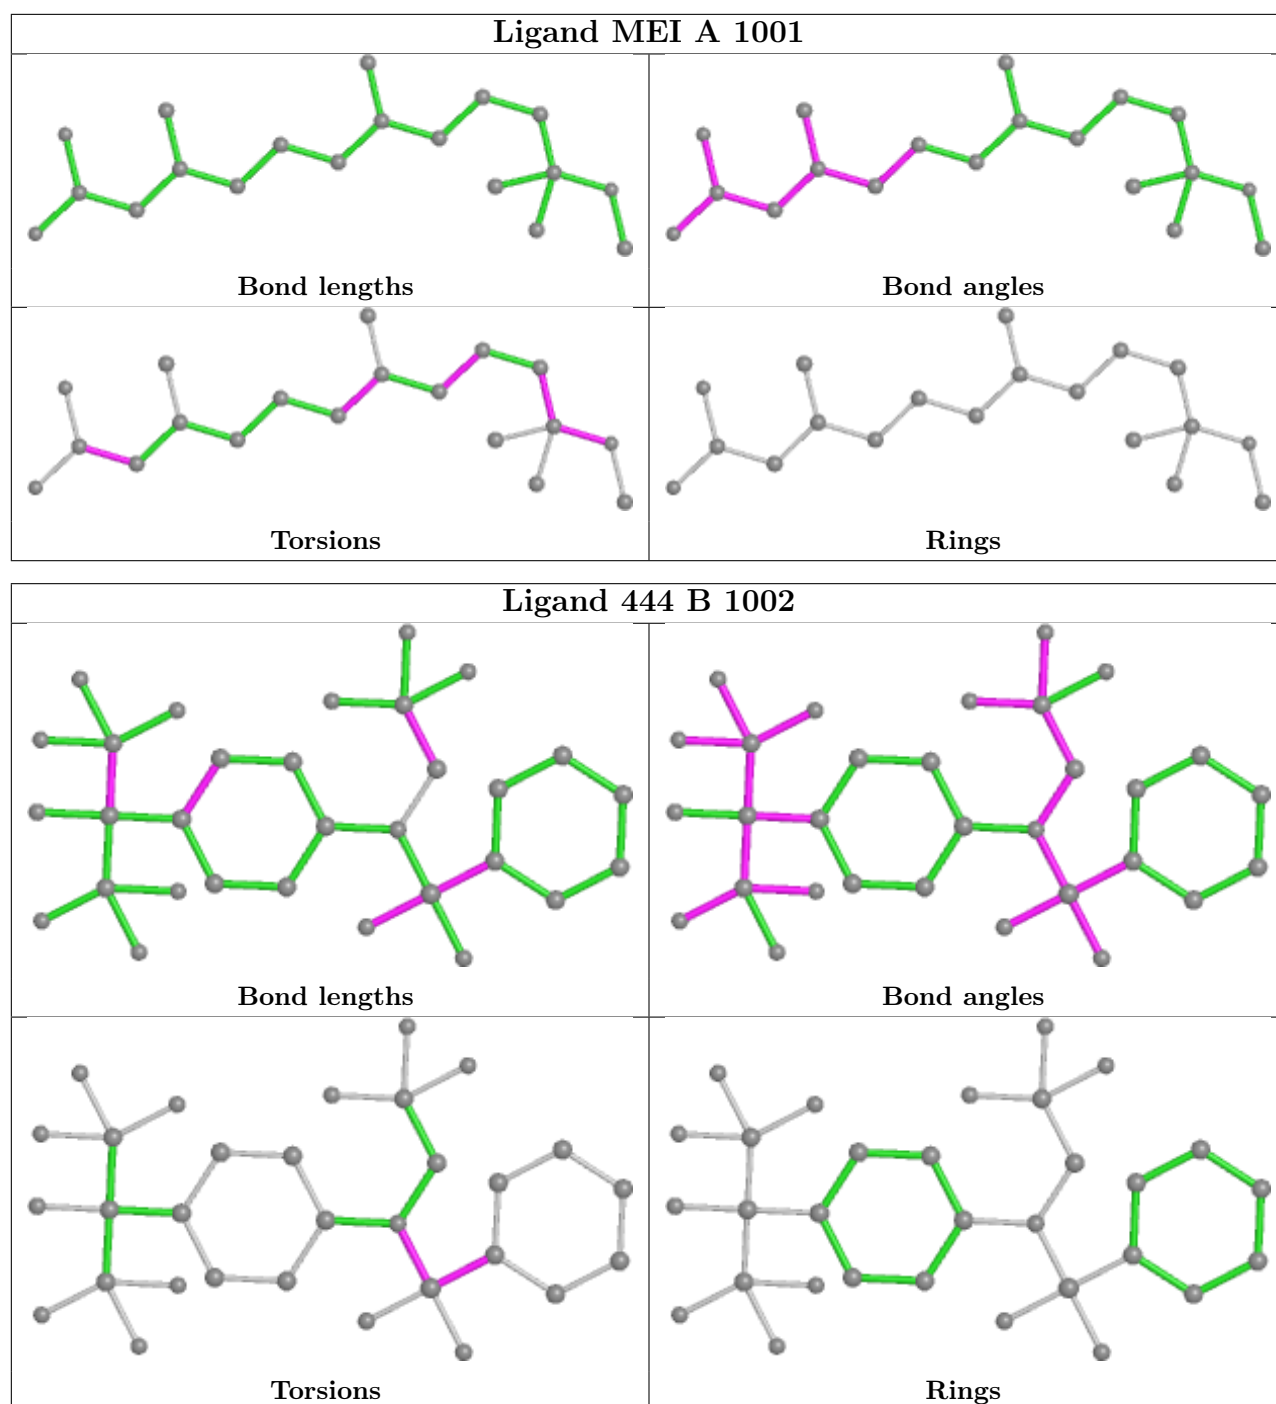 Ligand MEI A 1001
Bond lengths
Bond angles
Torsions
Rings
Ligand 444 B 1002
Bond lengths
Bond angles
Torsions
Rings